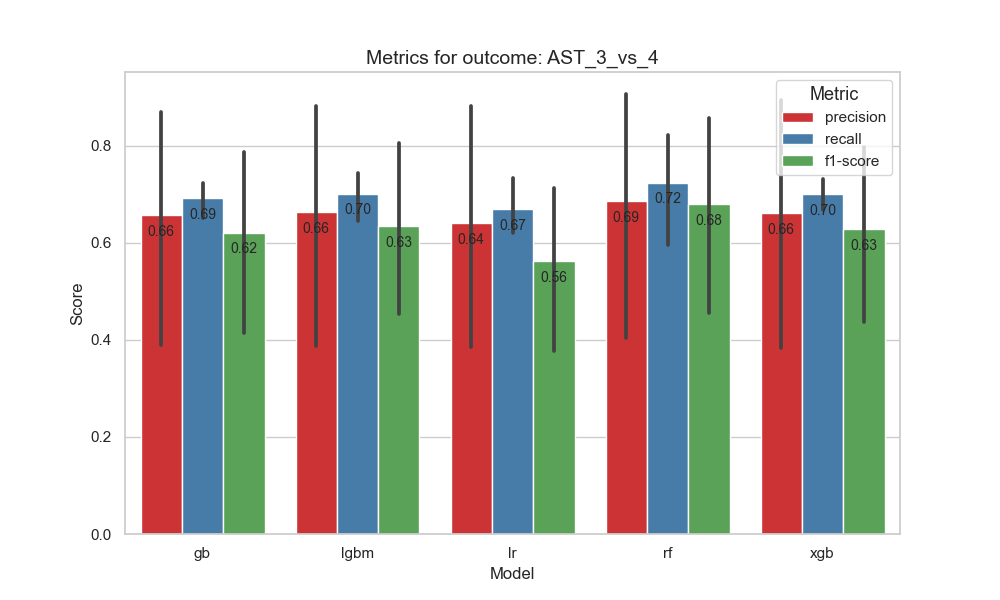 Metrics for outcome: AST_3_vs_4
Metric
precision
recall
f1-score
0.8
0.6
0.4
0.2
0.0
Score
0.66
0.69
0.62
0.66
0.70
0.63
0.64
0.67
0.56
0.69
0.72
0.68
0.66
0.70
0.63
gb
lgbm
lr
rf
xgb
Model